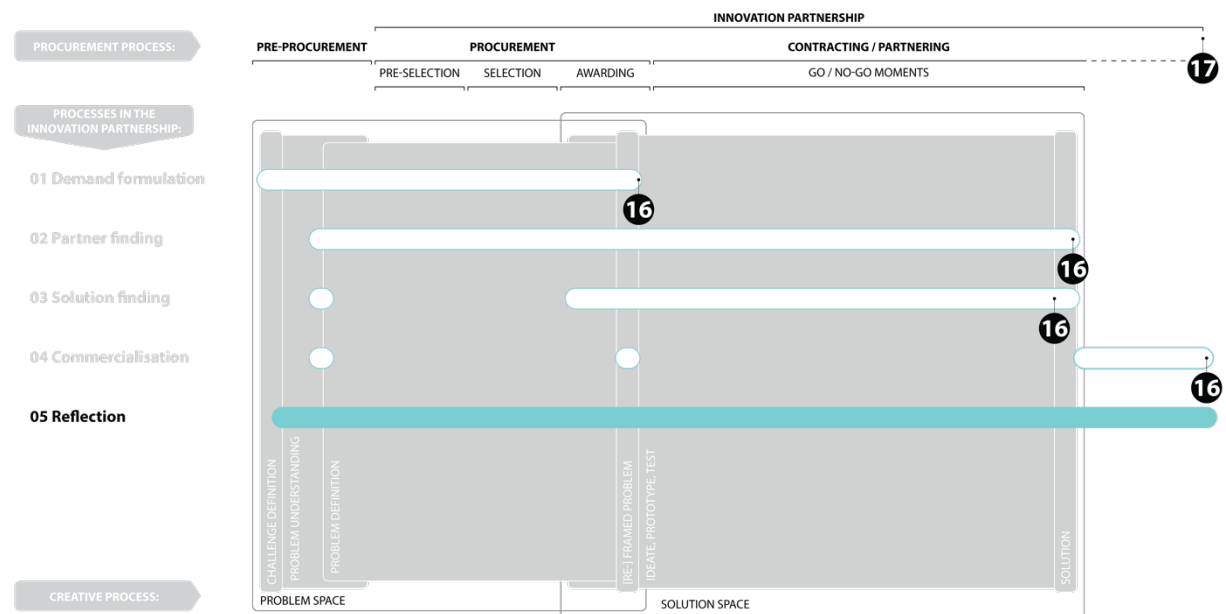 INNOVATION PARTNERSHIP
PROCUREMENT PROCESS:
PRE-PROCUREMENT
PROCUREMENT
CONTRACTING / PARTNERING
17
PRE-SELECTION
SELECTION
AWARDING
GO / NO-GO MOMENTS
PROCESSES IN THE
INNOVATION PARTNERSHIP:
01 Demand formulation
16
02 Partner finding
16
03 Solution finding
16
04 Commercialisation
16
05 Reflection
CHALLENGE DEFINITION
PROBLEM UNDERSTANDING
PROBLEM DEFINITION
[RE-] FRAMED PROBLEM
IDEATE, PROTOTYPE, TEST
SOLUTION
CREATIVE PROCESS:
PROBLEM SPACE
SOLUTION SPACE